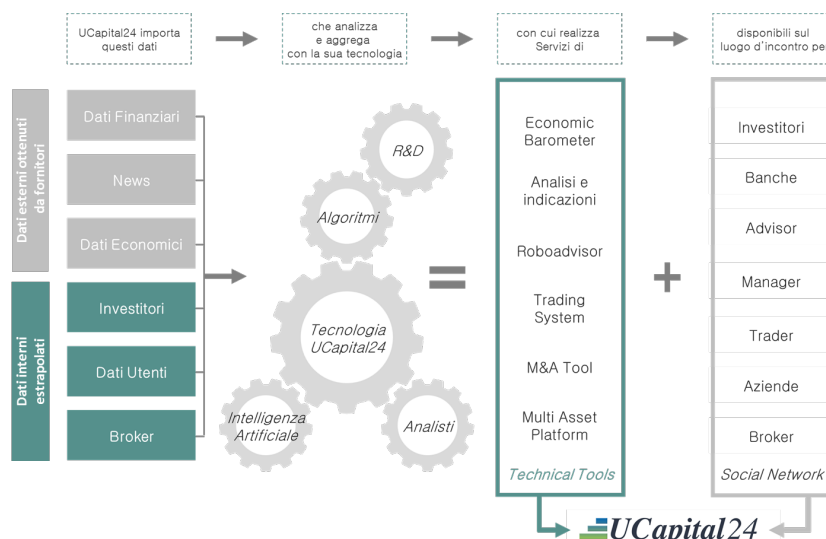 UCapital24 importa
questi dati
che analizza
e aggrega
con la sua tecnologia
con cui realizza
Servizi di
disponibili sul
luogo d'incontro per
Dati esterni ottenuti
da fornitori
Dati Finanziari
News
Dati Economici
Dati interni
estrapolati
Investitori
Dati Utenti
Broker
R&D
Algoritmi
Tecnologia
UCapital24
Intelligenza
Artificiale
Analisti
=
Economic
Barometer
Analisi e
indicazioni
Roboadvisor
Trading
System
M&A Tool
Multi Asset
Platform
Technical Tools
+
Investitori
Banche
Advisor
Manager
Trader
Aziende
Broker
Social Network
UCapital24